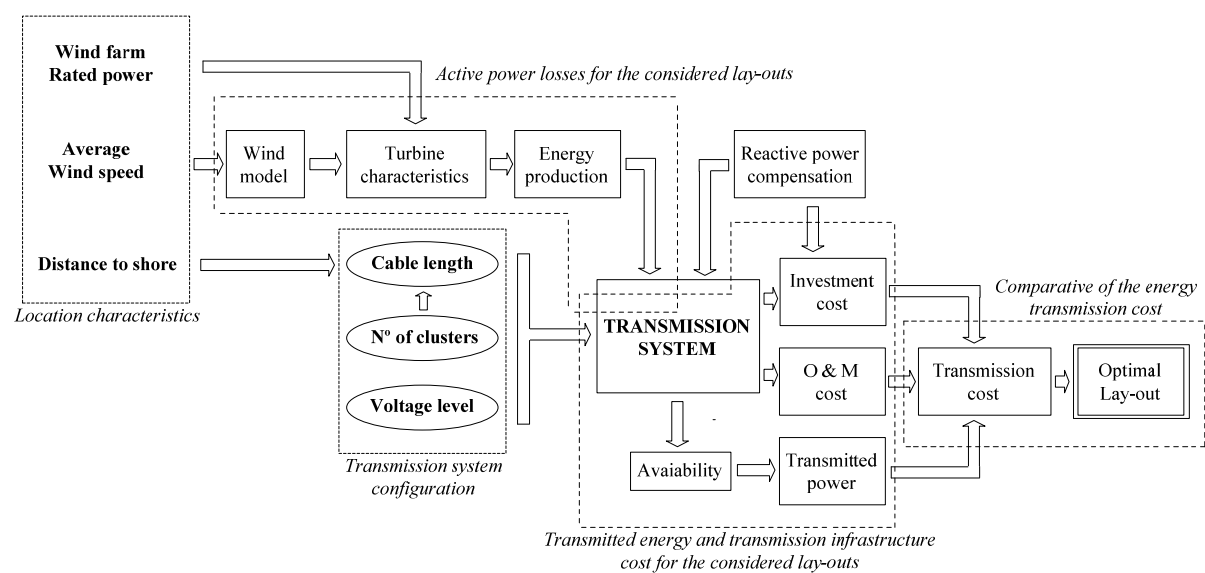 Wind farm
Rated power
Active power losses for the considered lay-outs
Average
Wind speed
Wind
model
Turbine
characteristics
Energy
production
Reactive power
compensation
Distance to shore
Location characteristics
Cable length
Nº of clusters
Voltage level
Transmission system
configuration
TRANSMISSION
SYSTEM
Investment
cost
O & M
cost
Avaiability
Transmitted
power
Comparative of the energy
transmission cost
Transmission
cost
Optimal
Lay-out
Transmitted energy and transmission infrastructure
cost for the considered lay-outs